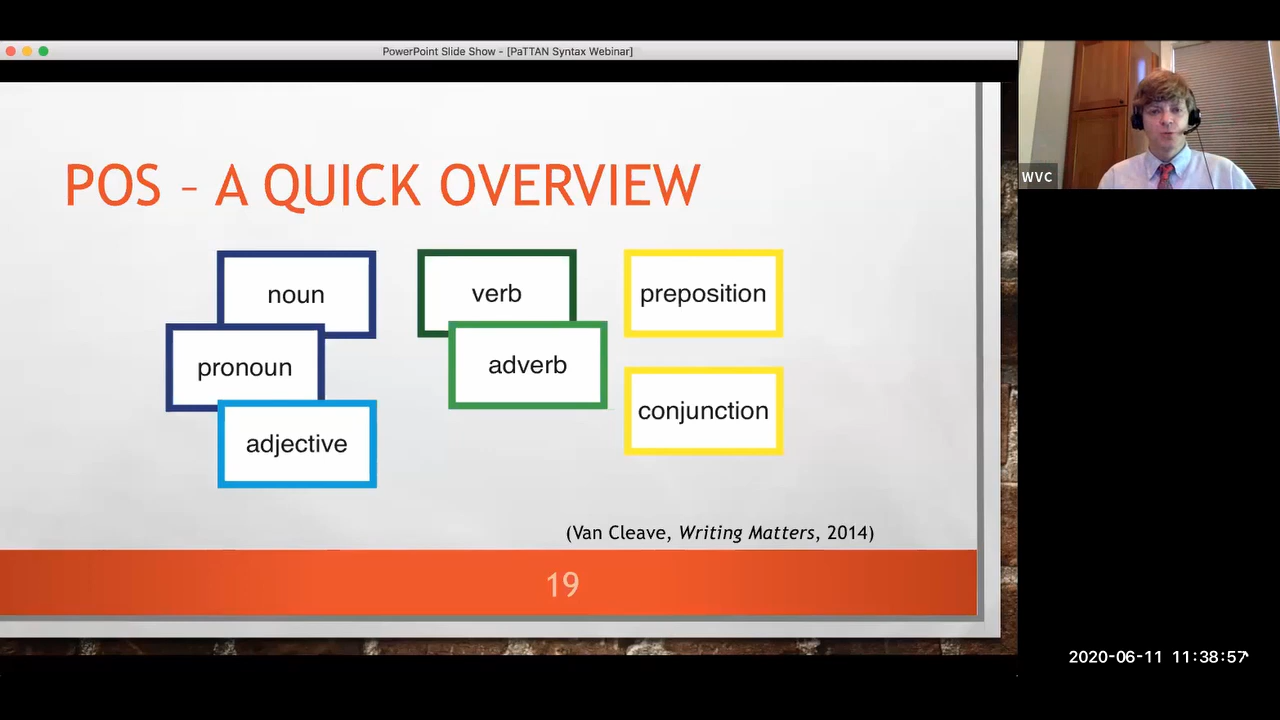 PowerPoint Slide Show - [PaTTAN Syntax Webinar]
WVC
POS – A QUICK OVERVIEW
noun
pronoun
adjective
verb
adverb
preposition
conjunction
(Van Cleave, Writing Matters, 2014)
19
2020-06-11 11:38:57